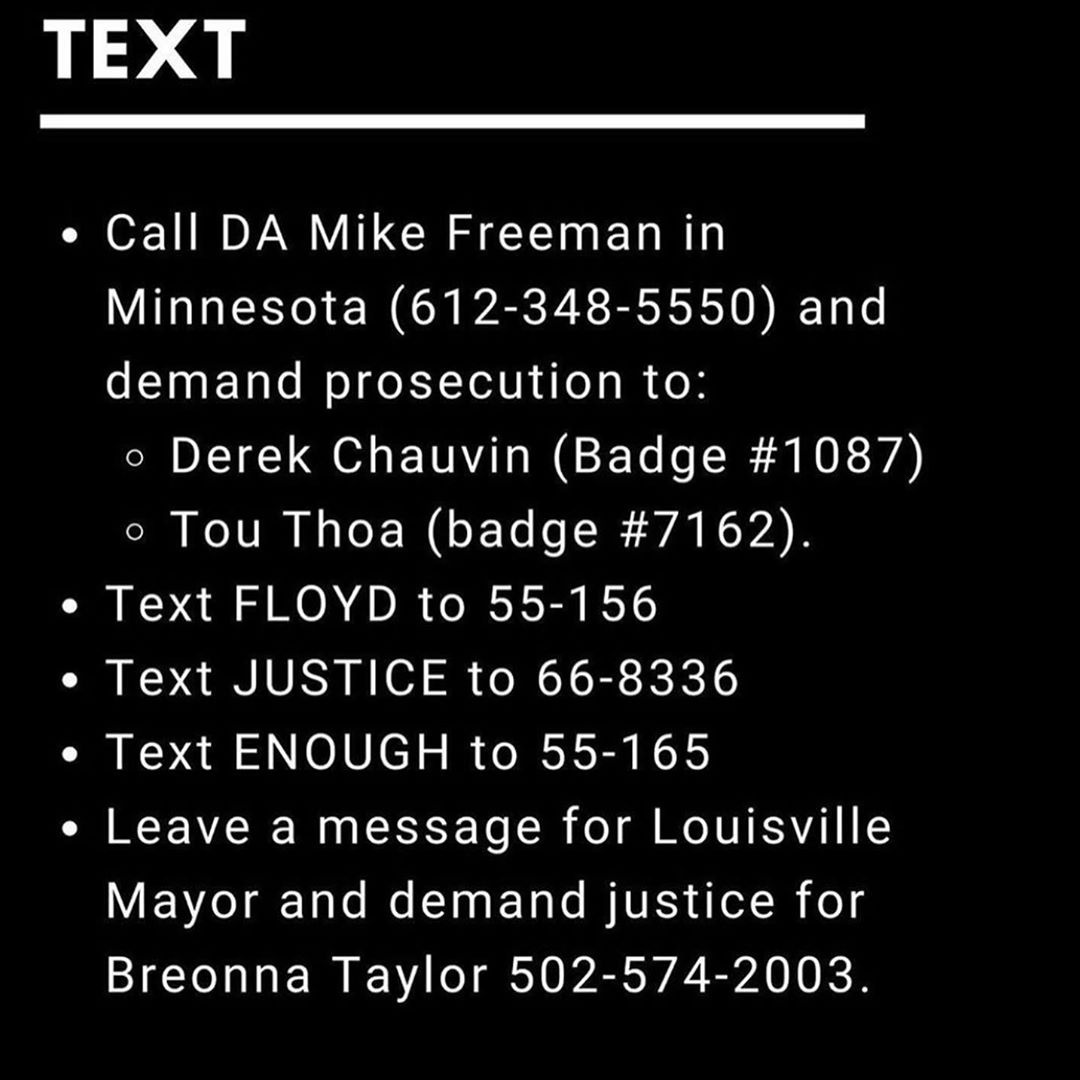 TEXT
• Call DA Mike Freeman in
Minnesota (612-348-5550) and
demand prosecution to:
◦ Derek Chauvin (Badge #1087)
◦ Tou Thoa (badge #7162).
• Text FLOYD to 55-156
• Text JUSTICE to 66-8336
• Text ENOUGH to 55-165
• Leave a message for Louisville
Mayor and demand justice for
Breonna Taylor 502-574-2003.